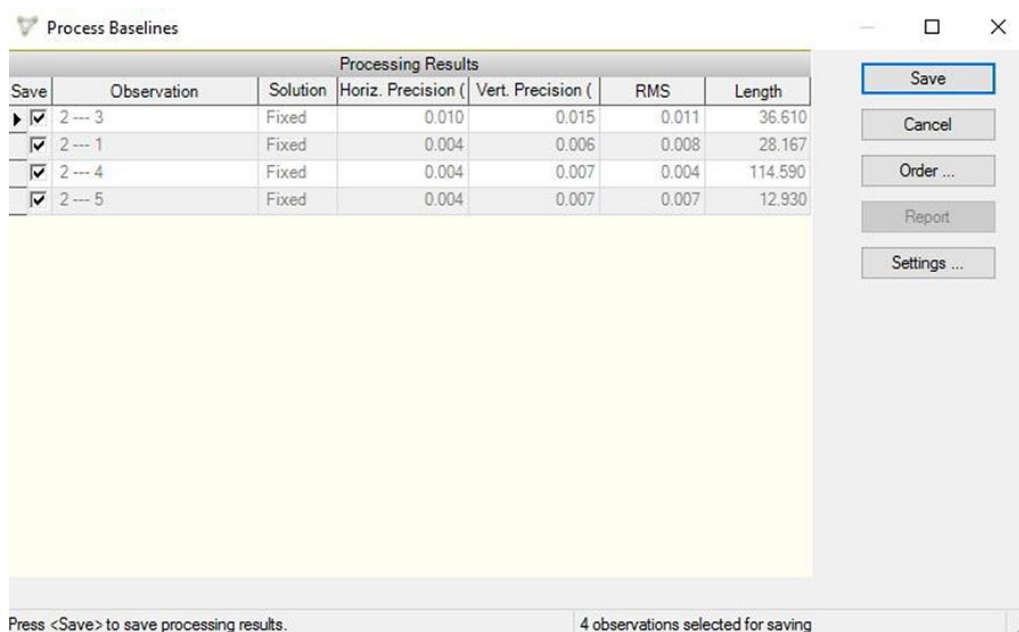 Process Baselines
Processing Results
Save Observation Solution Horiz. Precision ( Vert. Precision ( RMS Length
2 --- 3 Fixed 0.010 0.015 0.011 36.610
2 --- 1 Fixed 0.004 0.006 0.008 28.167
2 --- 4 Fixed 0.004 0.007 0.004 114.590
2 --- 5 Fixed 0.004 0.007 0.007 12.930
Save
Cancel
Order ...
Report
Settings ...
Press <Save> to save processing results. 4 observations selected for saving